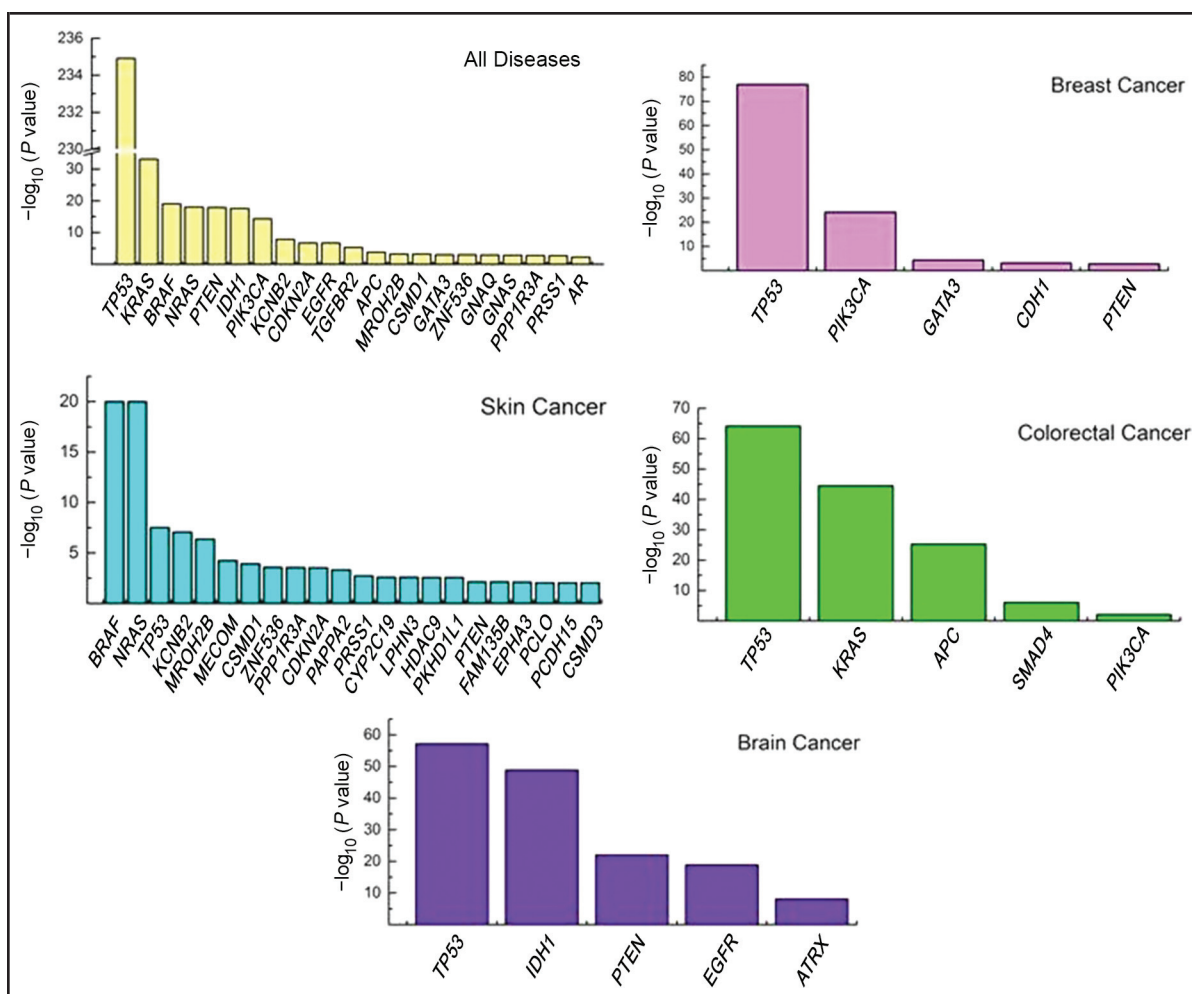 All Diseases
−log10 (P value)
236
234
232
230
30
20
10
TP53
KRAS
BRAF
NRAS
PTEN
IDH1
PIK3CA
KCNB2
CDKN2A
EGFR
TGFBR2
APC
MROH2B
CSMD1
GATA3
ZNF536
GNAQ
GNAS
PPP1R3A
PRSS1
AR
Breast Cancer
−log10 (P value)
80
70
60
50
40
30
20
10
TP53
PIK3CA
GATA3
CDH1
PTEN
Skin Cancer
−log10 (P value)
20
15
10
5
BRAF
NRAS
TP53
KCNB2
MROH2B
MECOM
CSMD1
ZNF536
PPP1R3A
CDKN2A
PAPPA2
PRSS1
CYP2C19
LPHN3
HDAC9
PKHD1L1
PTEN
FAM135B
EPHA3
PCLO
PCDH15
CSMD3
Colorectal Cancer
−log10 (P value)
70
60
50
40
30
20
10
TP53
KRAS
APC
SMAD4
PIK3CA
Brain Cancer
−log10 (P value)
60
50
40
30
20
10
TP53
IDH1
PTEN
EGFR
ATRX